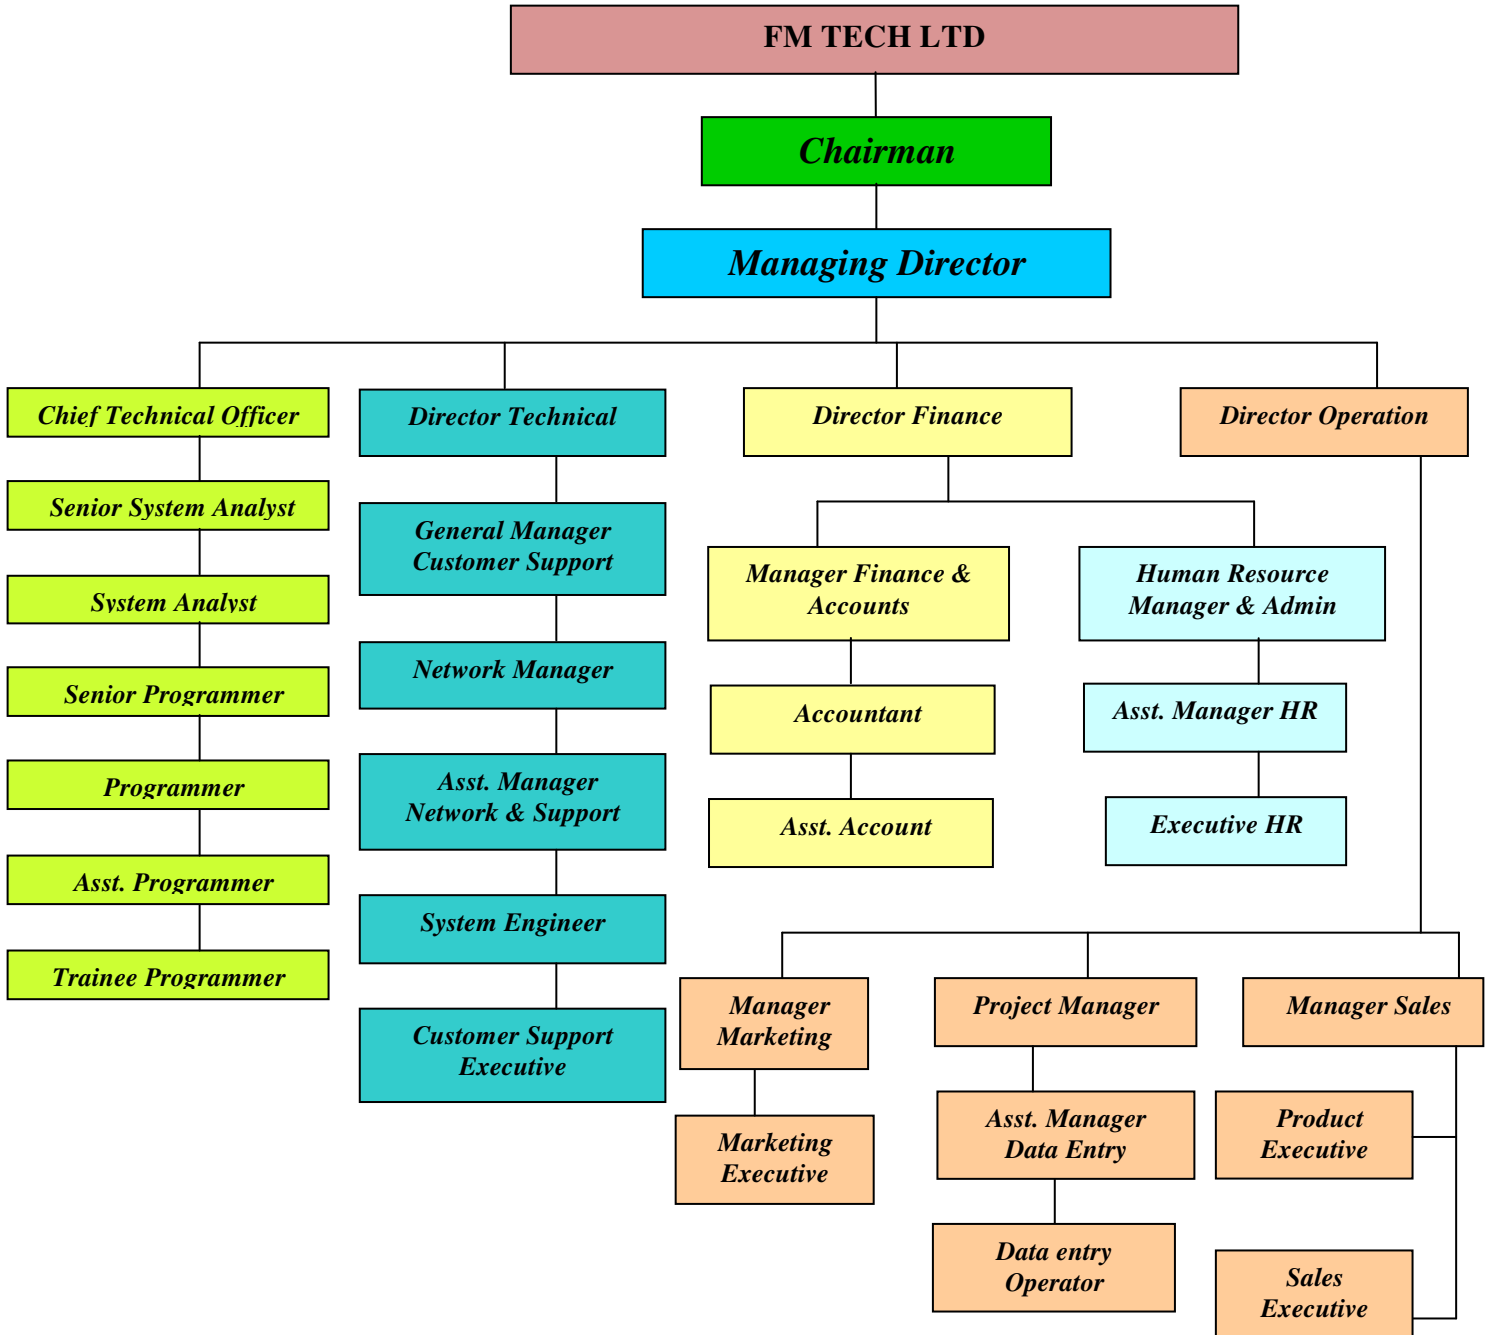 FM TECH LTD
Chairman
Managing Director
Chief Technical Officer
Senior System Analyst
System Analyst
Senior Programmer
Programmer
Asst. Programmer
Trainee Programmer
Director Technical
General Manager
Customer Support
Network Manager
Asst. Manager
Network & Support
System Engineer
Customer Support
Executive
Director Finance
Manager Finance &
Accounts
Accountant
Asst. Account
Human Resource
Manager & Admin
Asst. Manager HR
Executive HR
Director Operation
Manager
Marketing
Marketing
Executive
Project Manager
Asst. Manager
Data Entry
Data entry
Operator
Manager Sales
Product
Executive
Sales
Executive